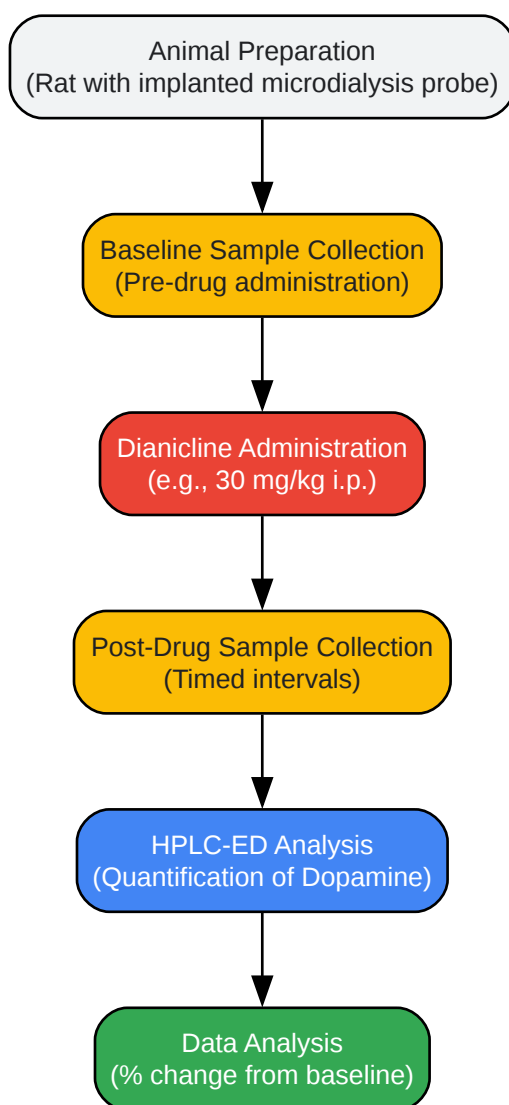 Animal Preparation
(Rat with implanted microdialysis probe)
Baseline Sample Collection
(Pre-drug administration)
Dianicline Administration
(e.g., 30 mg/kg i.p.)
Post-Drug Sample Collection
(Timed intervals)
HPLC-ED Analysis
(Quantification of Dopamine)
Data Analysis
(% change from baseline)